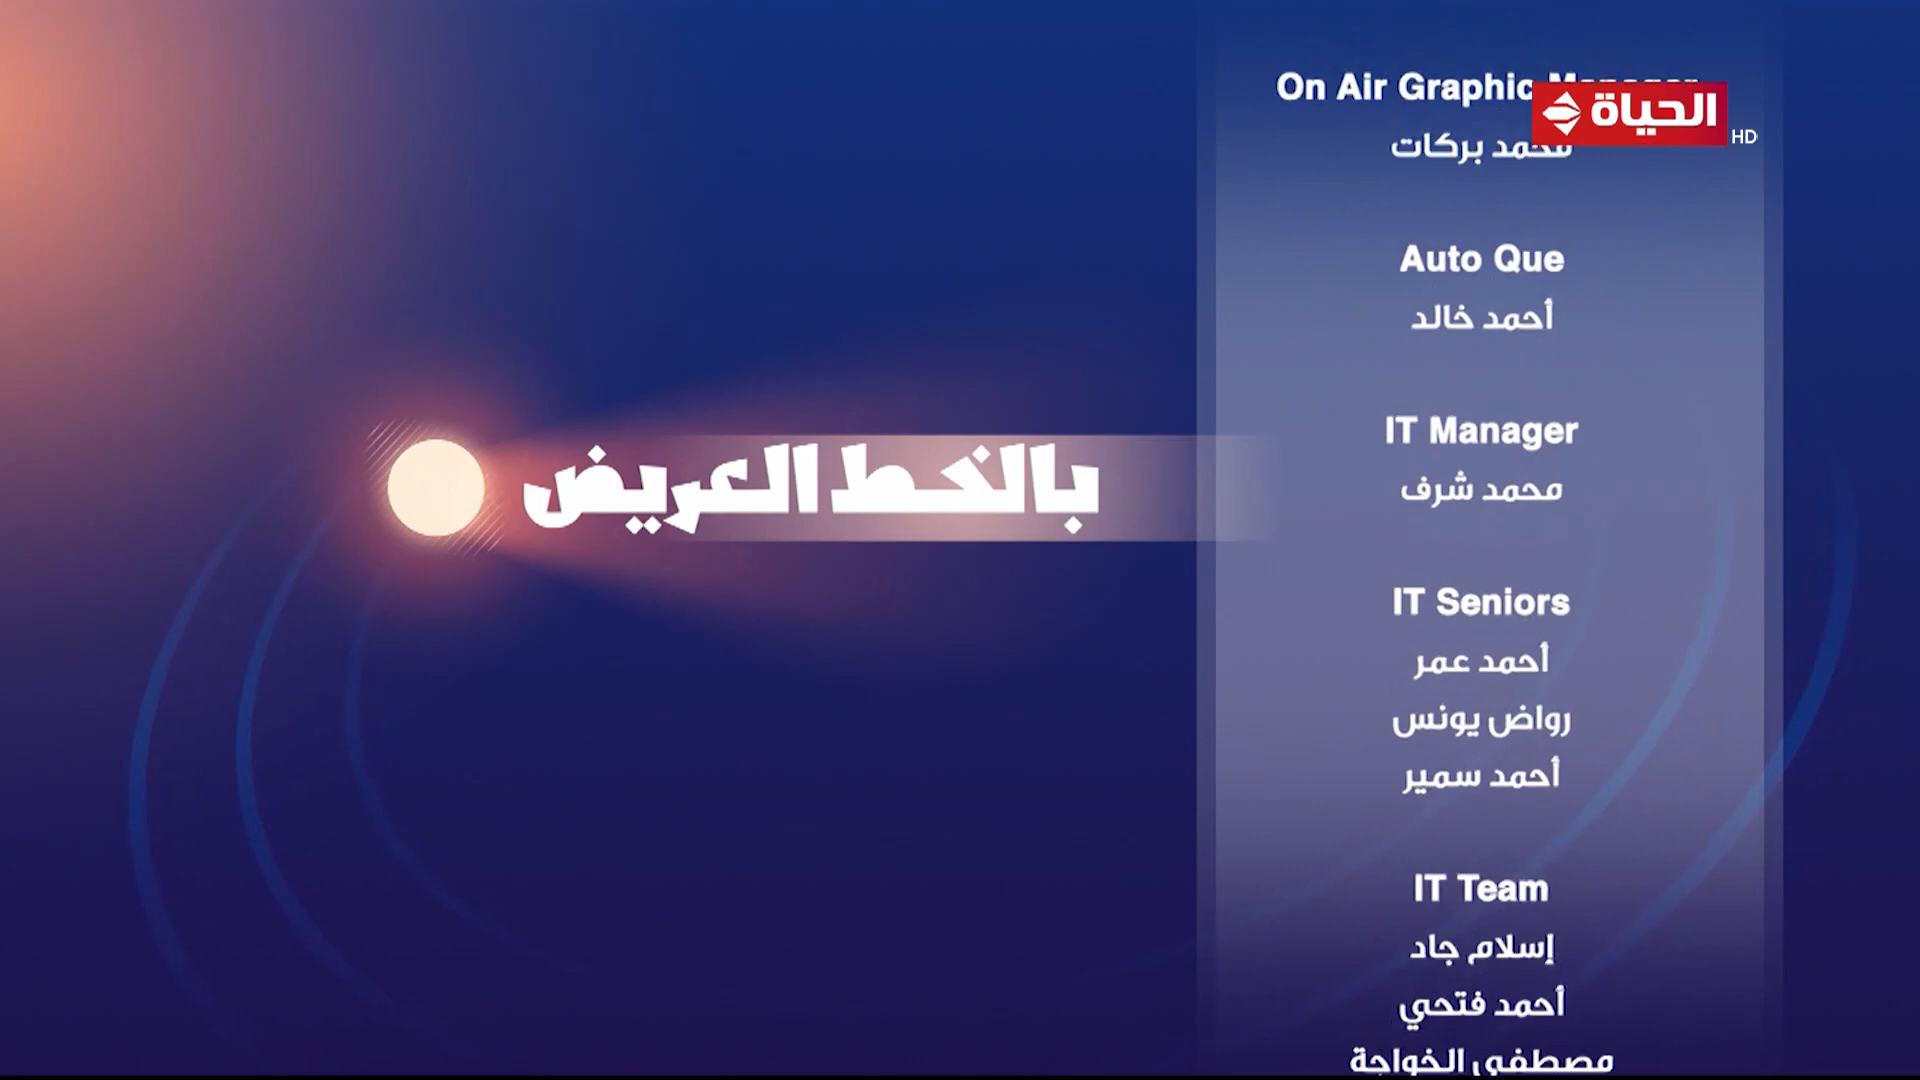 On Air Graphic
الحياة
HD
بركات
Auto Que
أحمد خالد
IT Manager
محمد شرف
بالخط العريض
IT Seniors
أحمد عمر
رواض يونس
أحمد سمير
IT Team
إسلام جاد
أحمد فتحي
مصطفى الخواجة